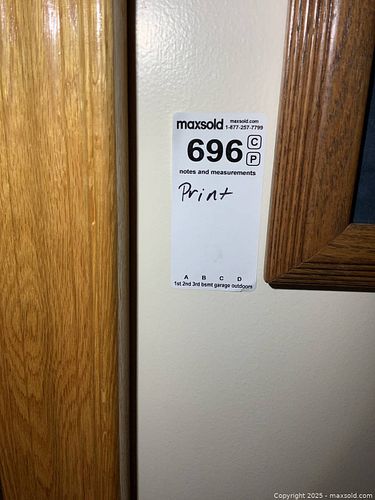 maxsold maxsold.com
1-877-257-7799
696 C
P
notes and measurements
Print
A B C D
1st 2nd 3rd bsmt garage outdoors
Copyright 2025 - maxsold.com